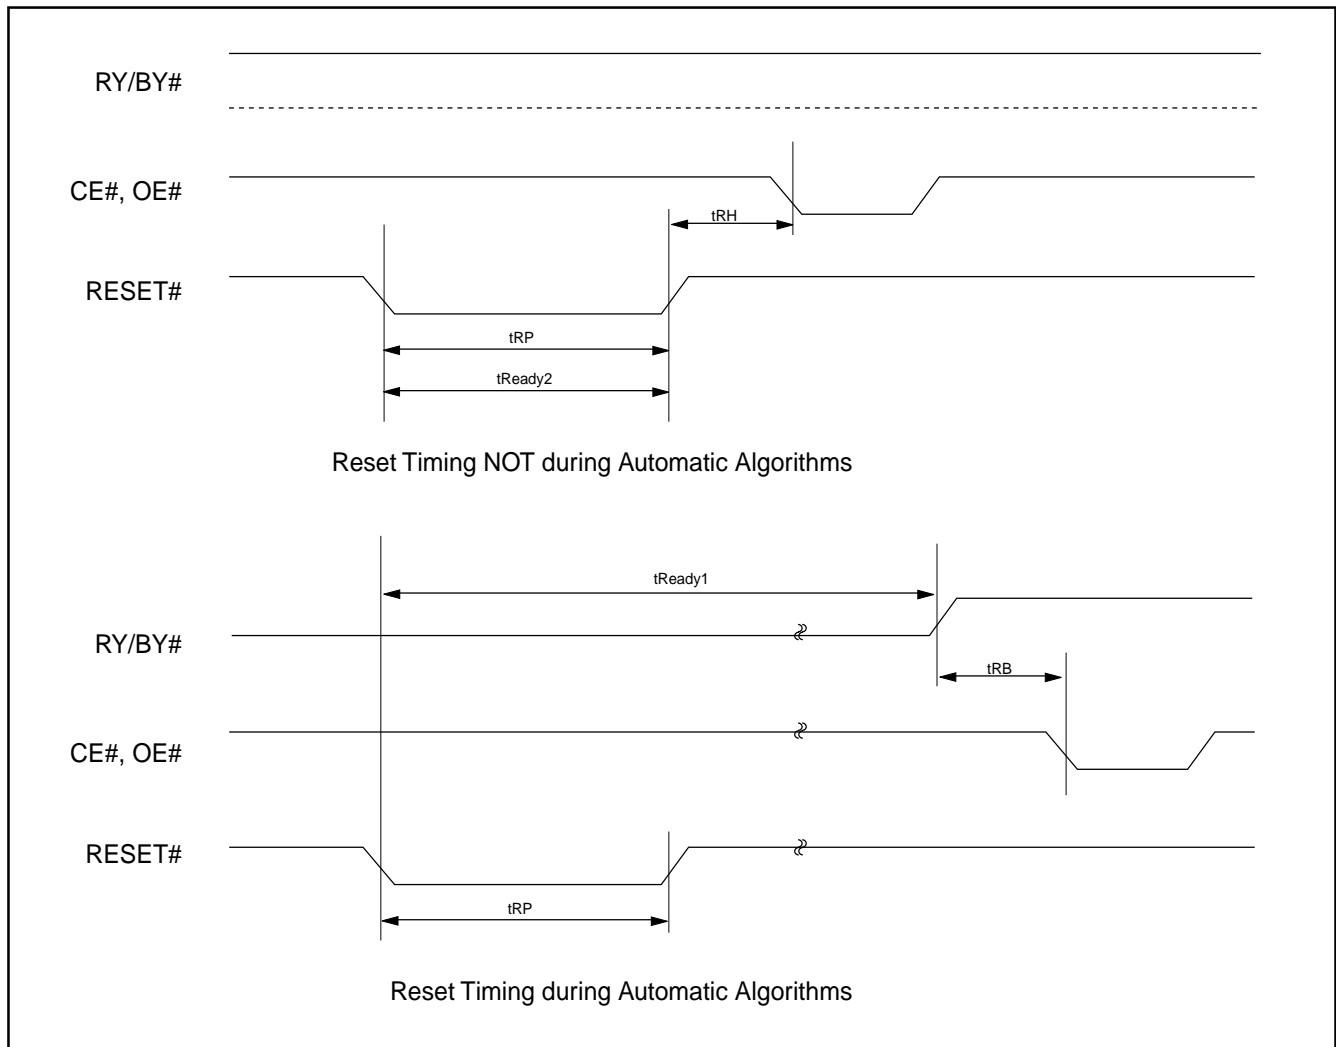 RY/BY#
CE#, OE#
tRH
RESET#
tRP
tReady2
Reset Timing NOT during Automatic Algorithms
tReady1
RY/BY#
tRB
CE#, OE#
RESET#
tRP
Reset Timing during Automatic Algorithms